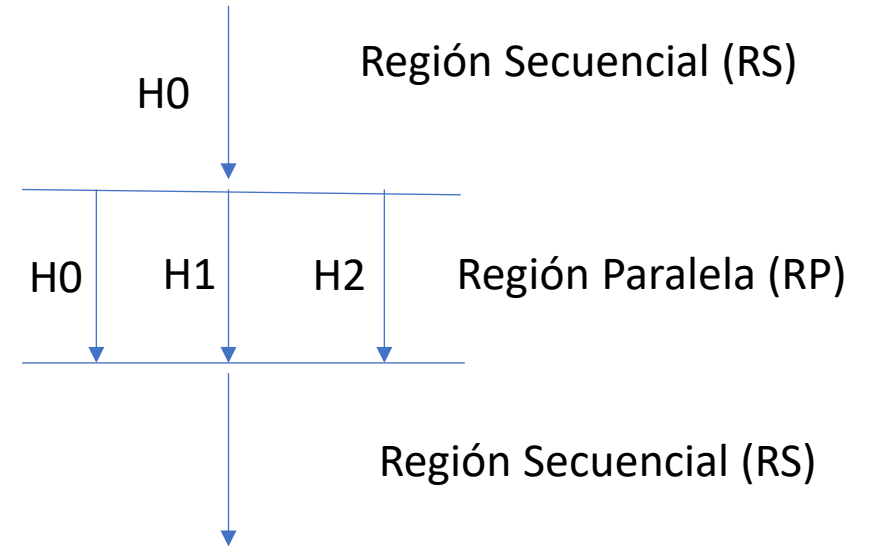 Región Secuencial (RS)
H0
H0 H1 H2 Región Paralela (RP)
Región Secuencial (RS)